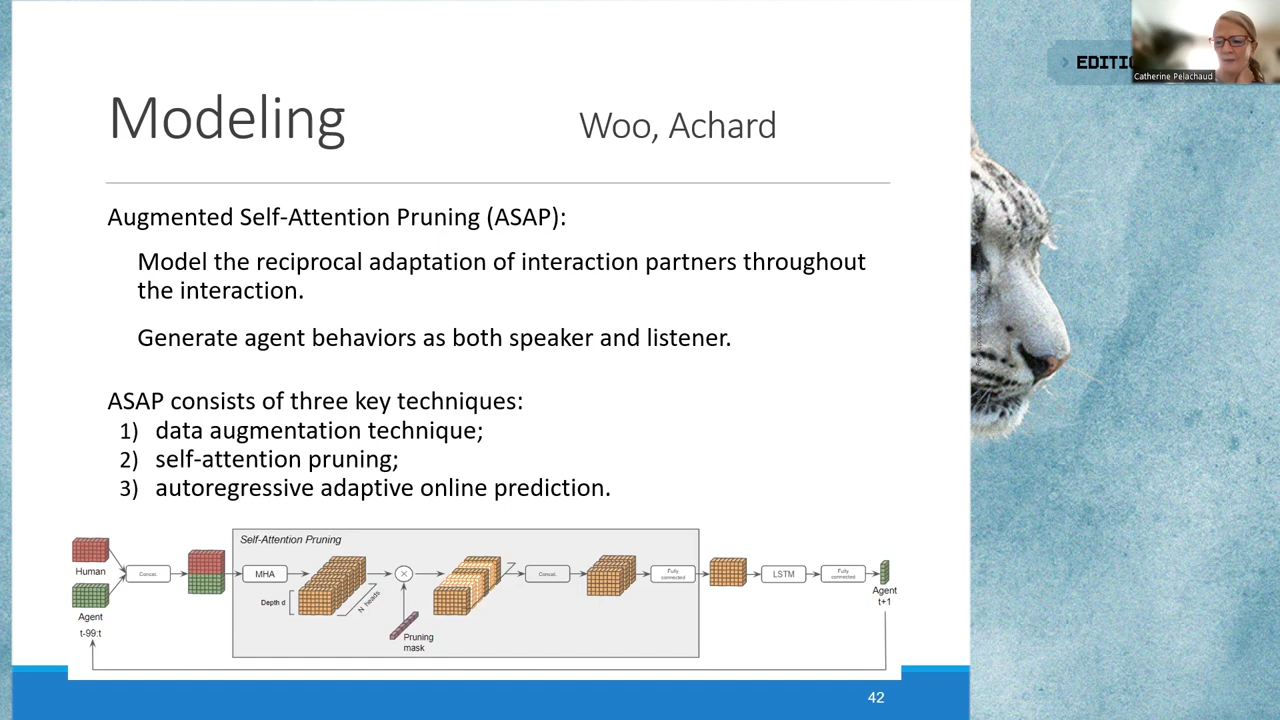 EDITIO
Catherine Pelachaud
Modeling
Woo, Achard
Augmented Self-Attention Pruning (ASAP):
Model the reciprocal adaptation of interaction partners throughout
the interaction.
Generate agent behaviors as both speaker and listener.
ASAP consists of three key techniques:
1) data augmentation technique;
2) self-attention pruning;
3) autoregressive adaptive online prediction.
Self-Attention Pruning
Human
Agent
t-99:t
Concat.
MHA
Depth d
N heads
Pruning
mask
Concat.
Fully
connected
LSTM
Fully
connected
Agent
t+1
42